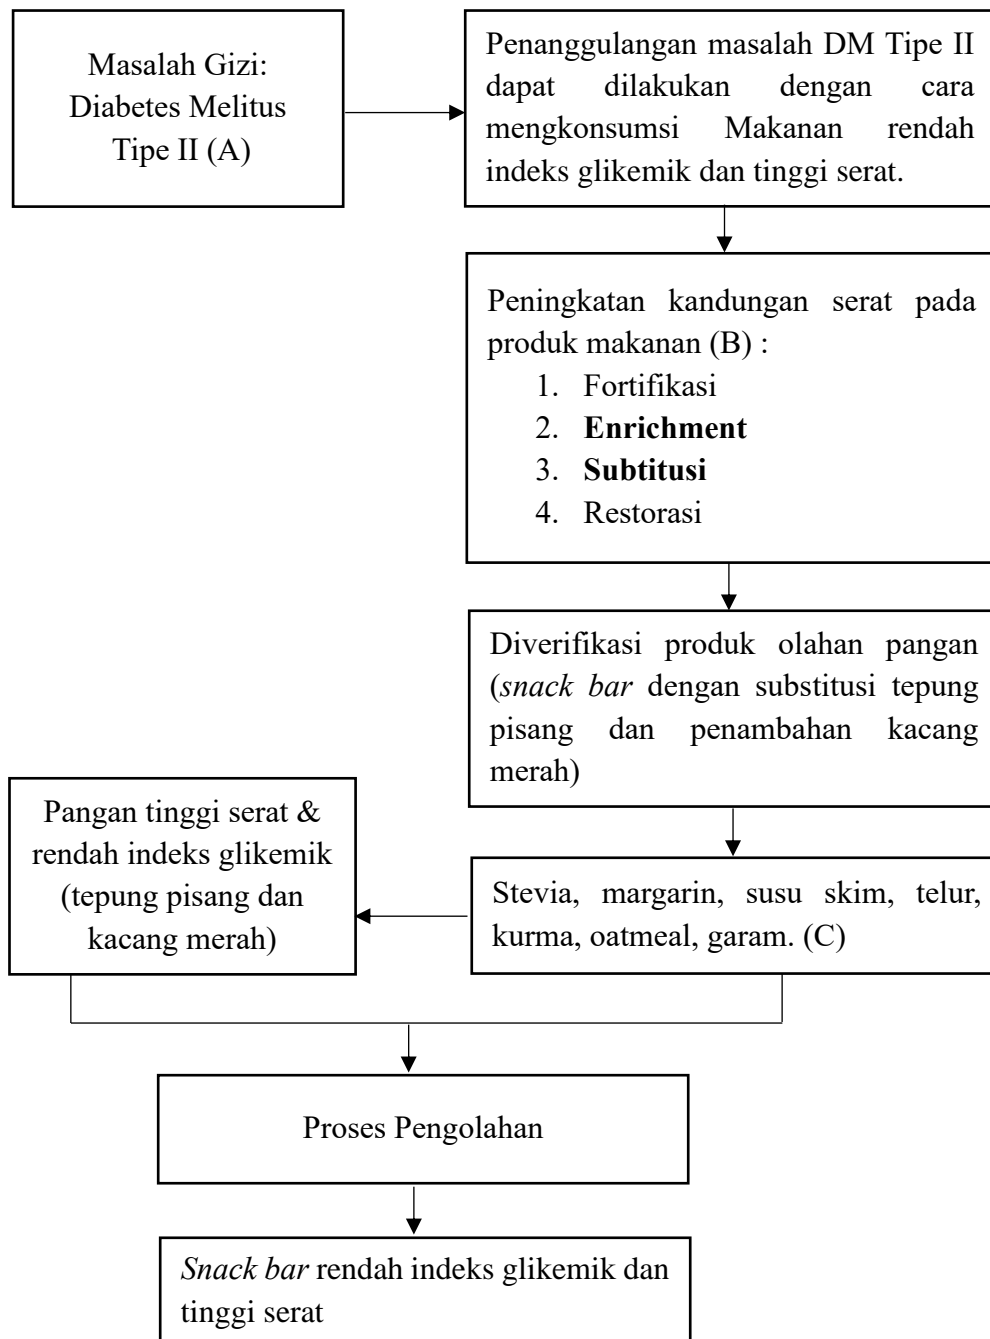 Masalah Gizi:
Diabetes Melitus
Tipe II (A)
Penanggulangan masalah DM Tipe II
dapat dilakukan dengan cara
mengkonsumsi Makanan rendah
indeks glikemik dan tinggi serat.
Peningkatan kandungan serat pada
produk makanan (B) :
1. Fortifikasi
2. Enrichment
3. Subtitusi
4. Restorasi
Diverifikasi produk olahan pangan
(snack bar dengan substitusi tepung
pisang dan penambahan kacang
merah)
Pangan tinggi serat &
rendah indeks glikemik
(tepung pisang dan
kacang merah)
Stevia, margarin, susu skim, telur,
kurma, oatmeal, garam. (C)
Proses Pengolahan
Snack bar rendah indeks glikemik dan
tinggi serat